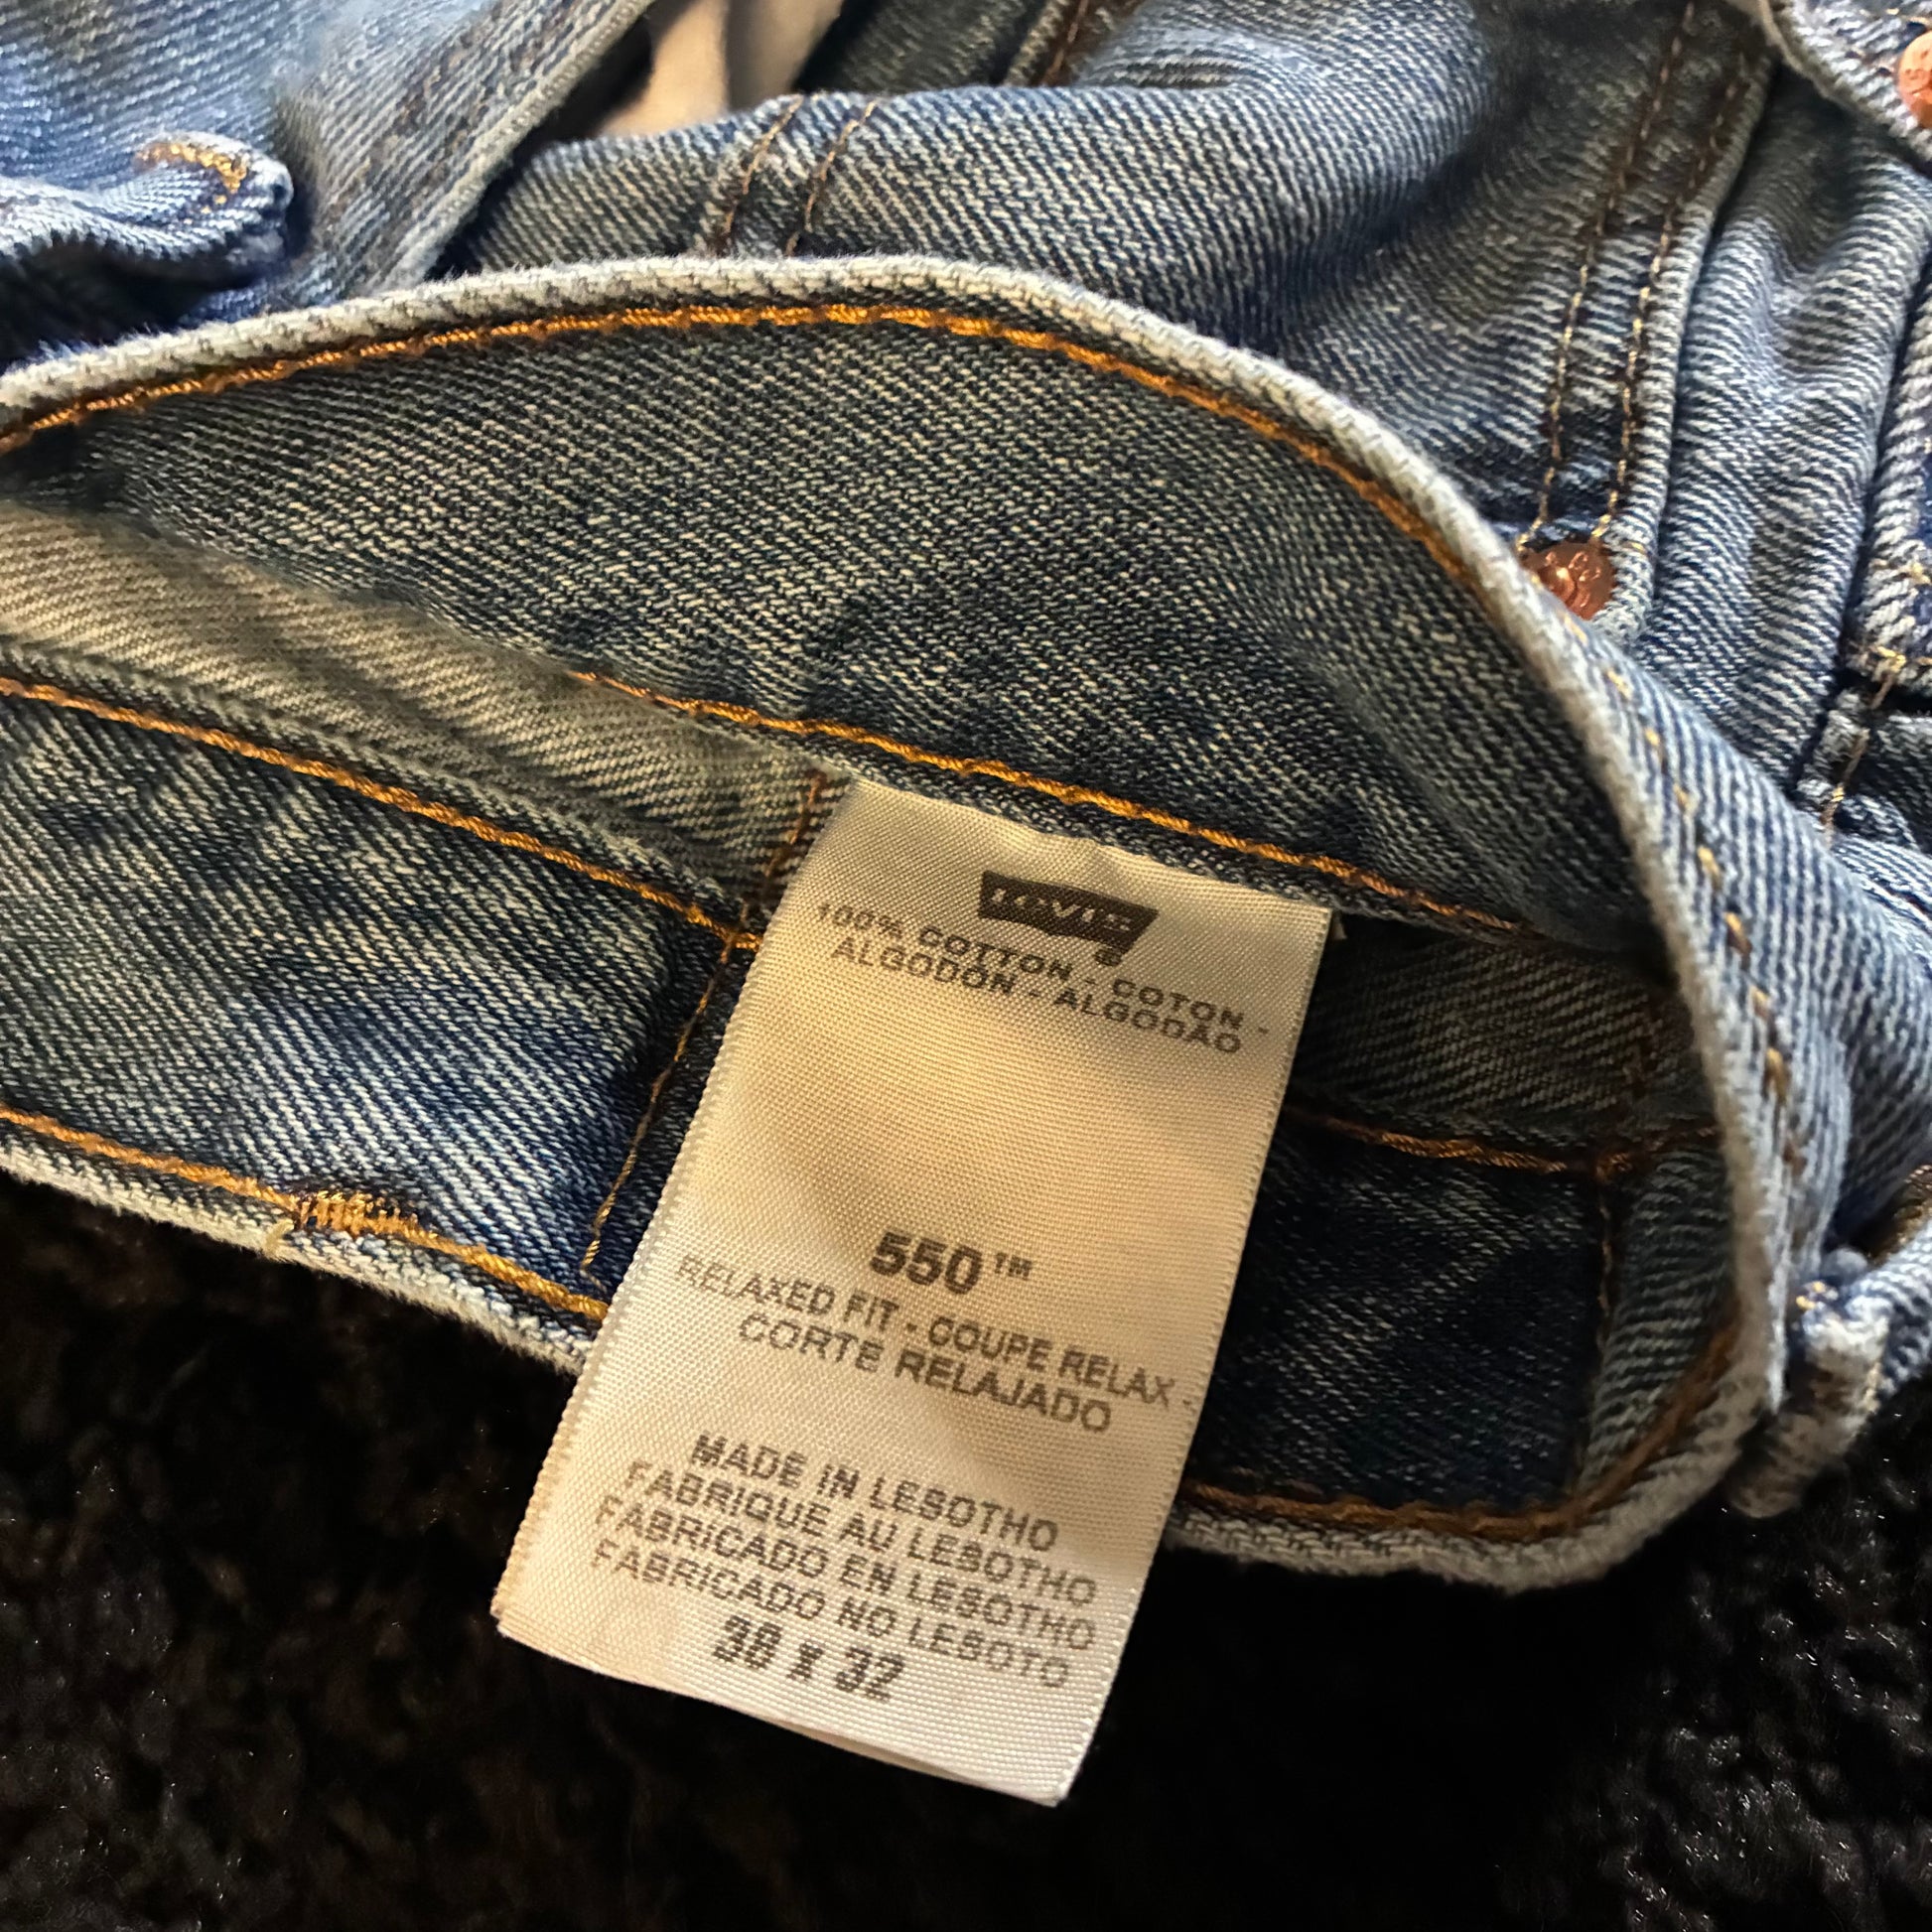 Levi's
100% COTTON - COTON -
ALGODÓN - ALGODÃO
550™
RELAXED FIT - COUPE RELAX -
CORTE RELAJADO
MADE IN LESOTHO
FABRIQUE AU LESOTHO
FABRICADO EN LESOTHO
FABRICADO NO LESOTO
38 x 32